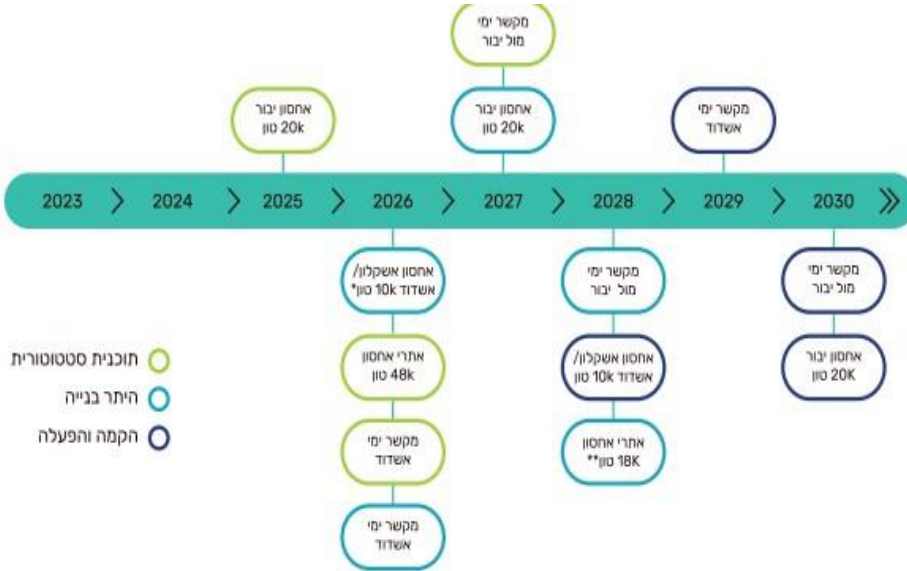 מקשר ימי
מול יבור
אחסון יבור
20k טון
אחסון יבור
20k טון
מקשר ימי
אשדוד
2023
2024
2025
2026
2027
2028
2029
2030
אחסון אשקלון/
אשדוד 10k טון*
אתרי אחסון
48k טון
מקשר ימי
אשדוד
מקשר ימי
אשדוד
מקשר ימי
מול יבור
אחסון אשקלון/
אשדוד 10k טון
אתרי אחסון
18K טון**
מקשר ימי
מול יבור
אחסון יבור
20K טון
תוכנית סטטוטורית
היתר בנייה
הקמה והפעלה